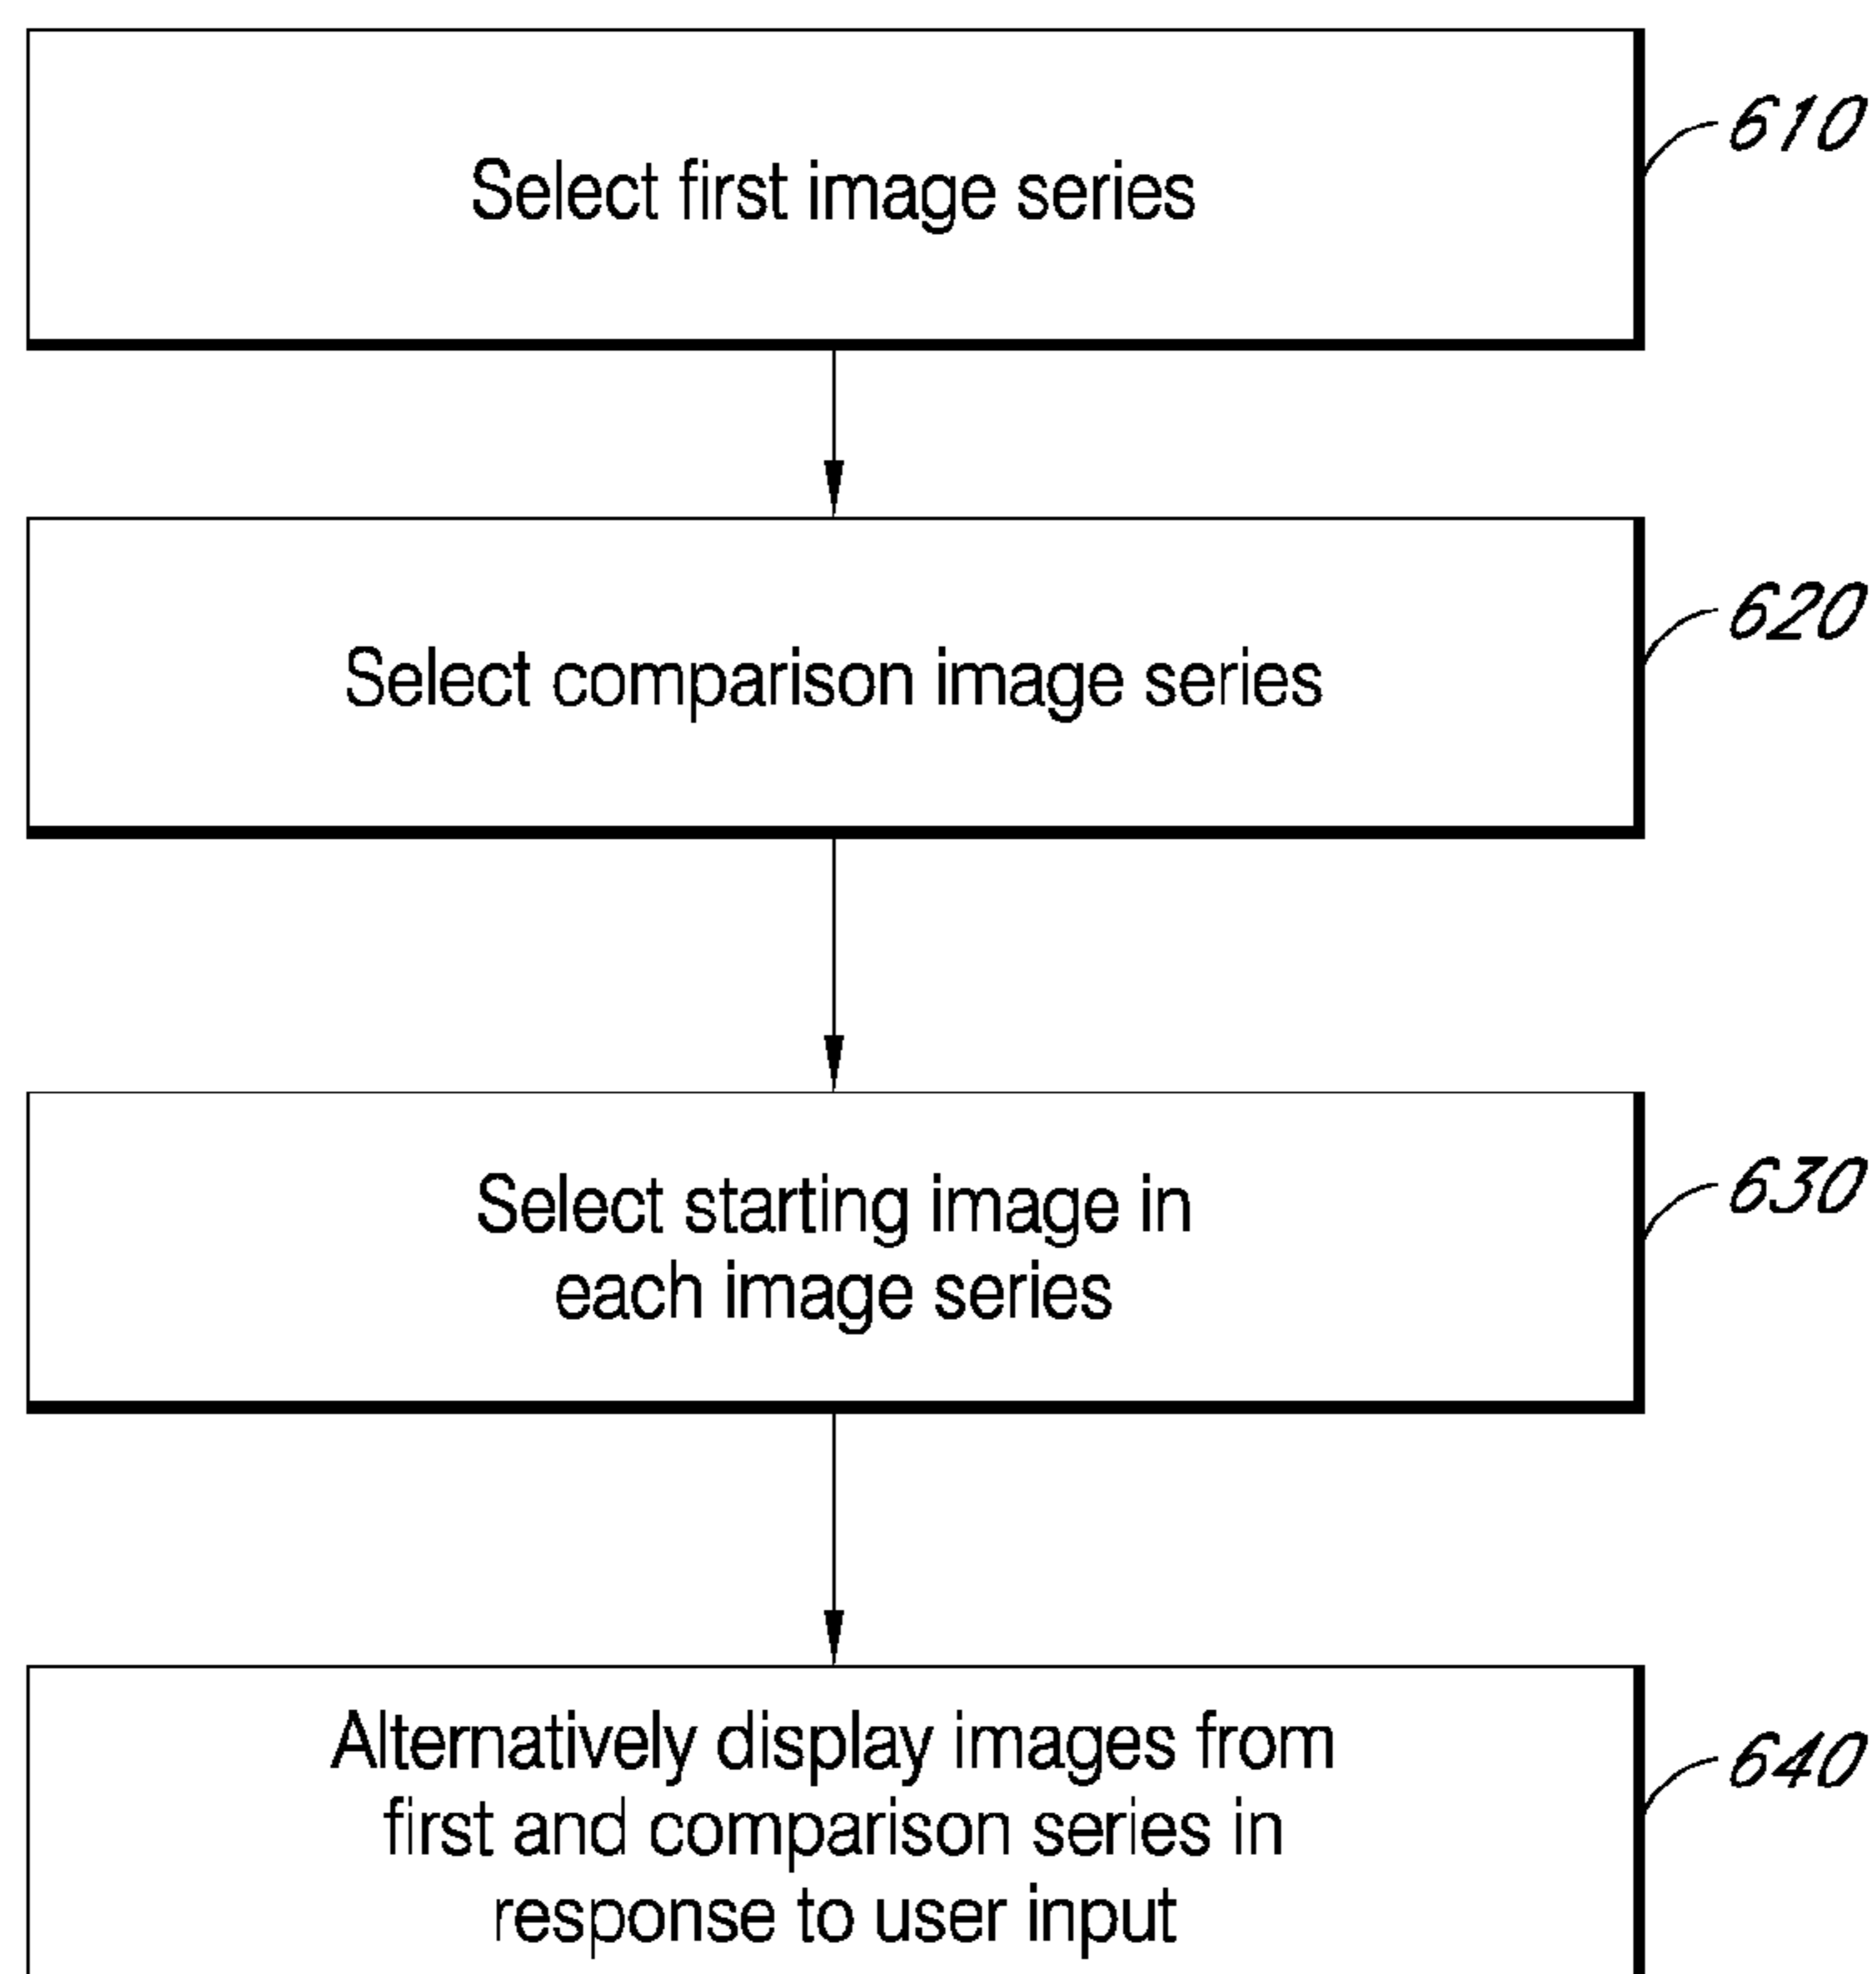 Select first image series
610
Select comparison image series
620
Select starting image in
each image series
630
Alternatively display images from
first and comparison series in
response to user input
640